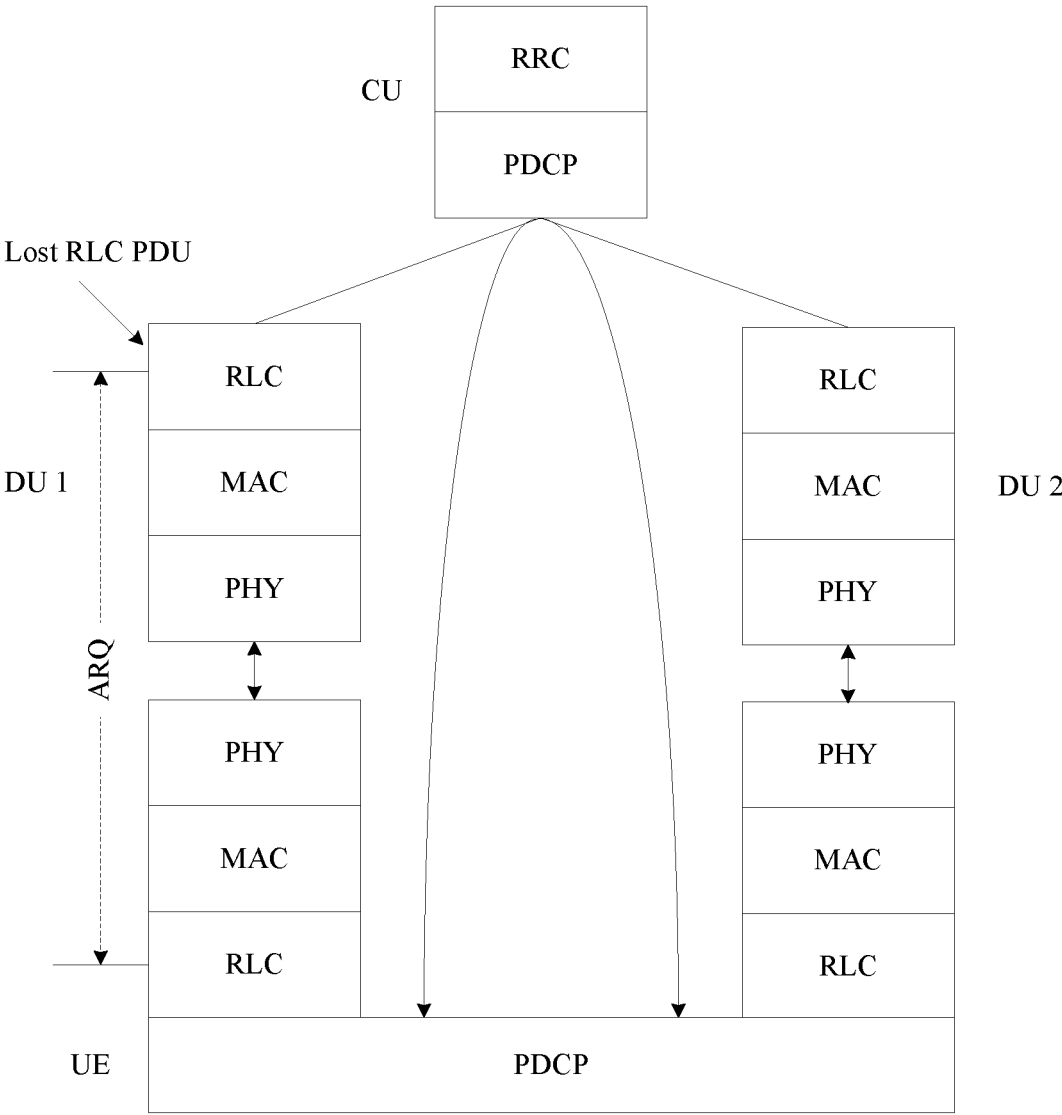 RRC
CU
PDCP
Lost RLC PDU
RLC
RLC
DU 1
MAC
MAC
DU 2
PHY
PHY
ARQ
PHY
PHY
MAC
MAC
RLC
RLC
UE
PDCP